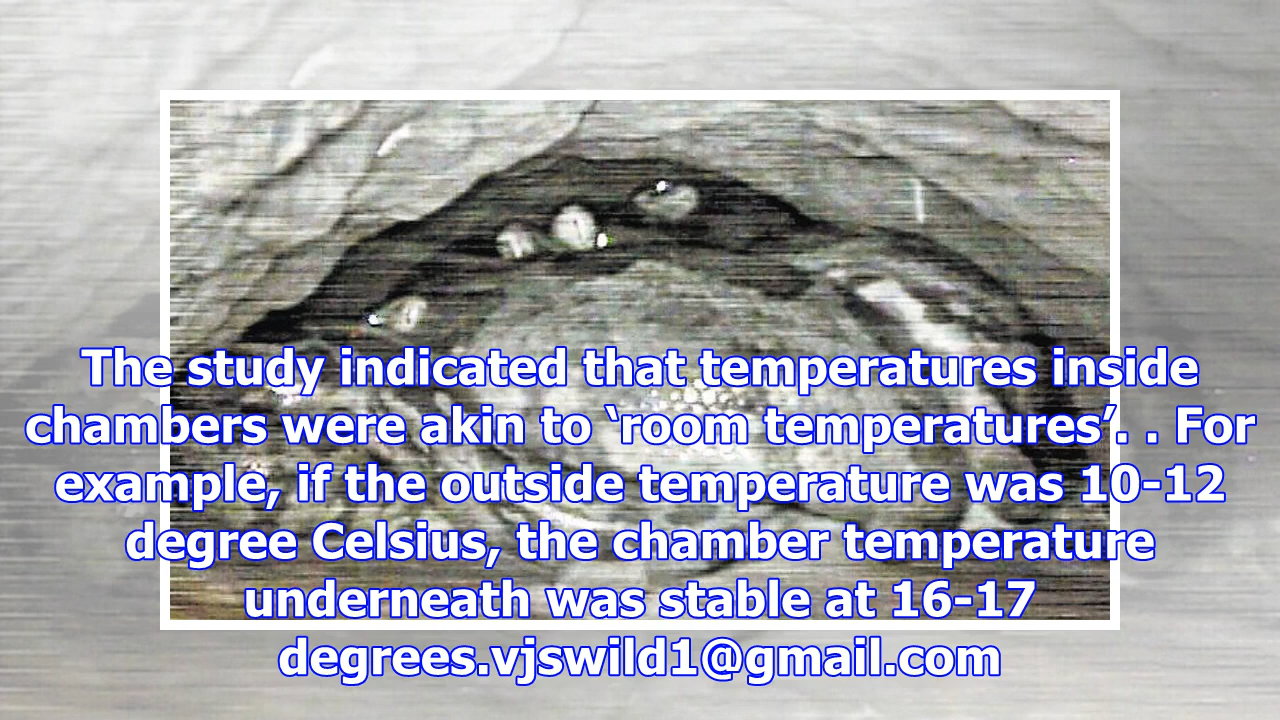 The study indicated that temperatures inside
chambers were akin to ‘room temperatures’. . For
example, if the outside temperature was 10-12
degree Celsius, the chamber temperature
underneath was stable at 16-17
degrees.vjswild1@gmail.com